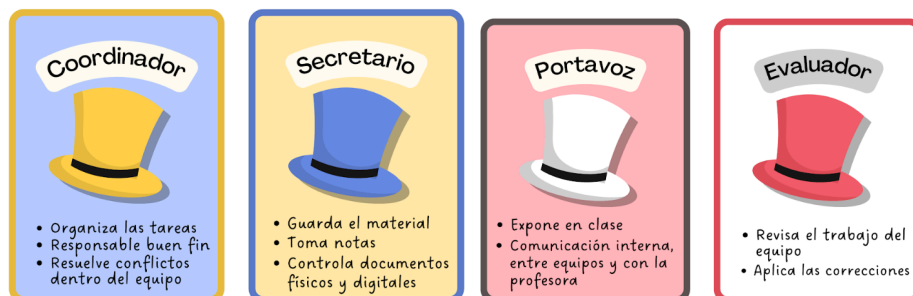 Coordinador
• Organiza las tareas
• Responsable buen fin
• Resuelve conflictos
dentro del equipo
Secretario
• Guarda el material
• Toma notas
• Controla documentos
físicos y digitales
Portavoz
• Expone en clase
• Comunicación interna,
entre equipos y con la
profesora
Evaluador
• Revisa el trabajo del
equipo
• Aplica las correcciones